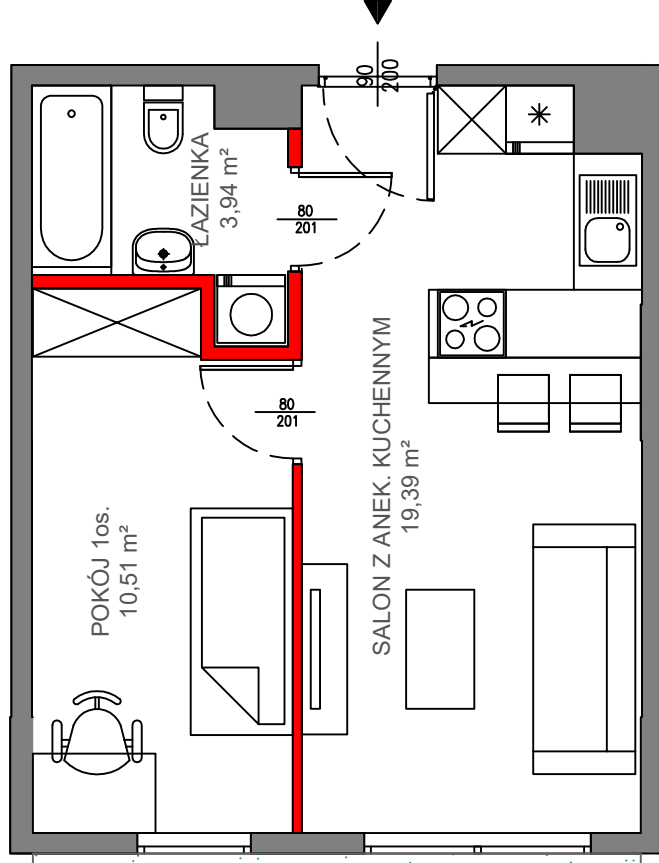 90
200
ŁAZIENKA
3,94 m²
80
201
80
201
SALON Z ANEK. KUCHENNYM
19,39 m²
POKÓJ 1os.
10,51 m²